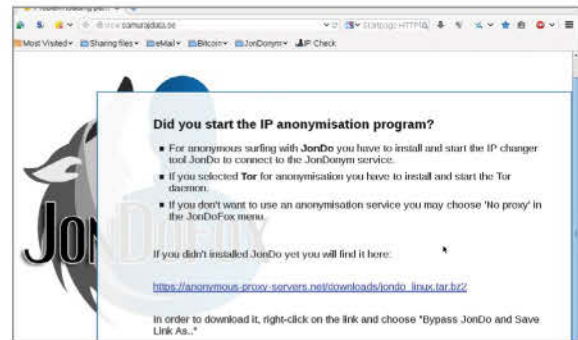 www.samurajdata.se
Startpage HTTPS
Most Visited Sharing files eMail Bitcoin JonDonym IP Check
JONDOFOX
Did you start the IP anonymisation program?
For anonymous surfing with JonDo you have to install and start the IP changer
tool JonDo to connect to the JonDonym service.
If you selected Tor for anonymisation you have to install and start the Tor
daemon.
If you don't want to use an anonymisation service you may choose 'No proxy' in
the JonDoFox menu.
If you didn't installed JonDo yet you will find it here:
https://anonymous-proxy-servers.net/downloads/jondo_linux.tar.bz2
In order to download it, right-click on the link and choose "Bypass JonDo and Save
Link As.."